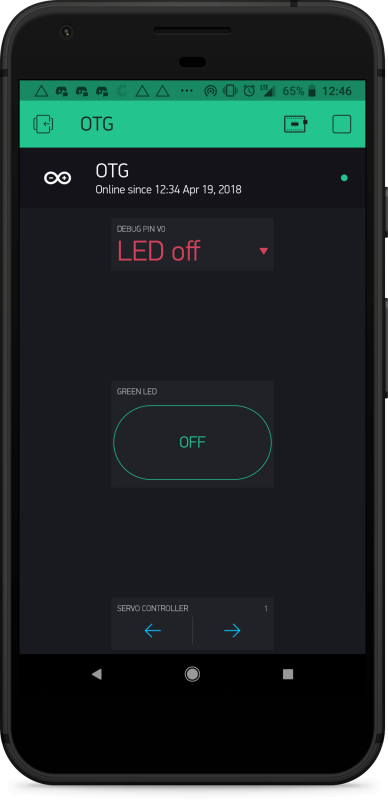 LTE
65% 12:46
OTG
OTG
Online since 12:34 Apr 19, 2018
DEBUG PIN V0
LED off
GREEN LED
OFF
SERVO CONTROLLER 1